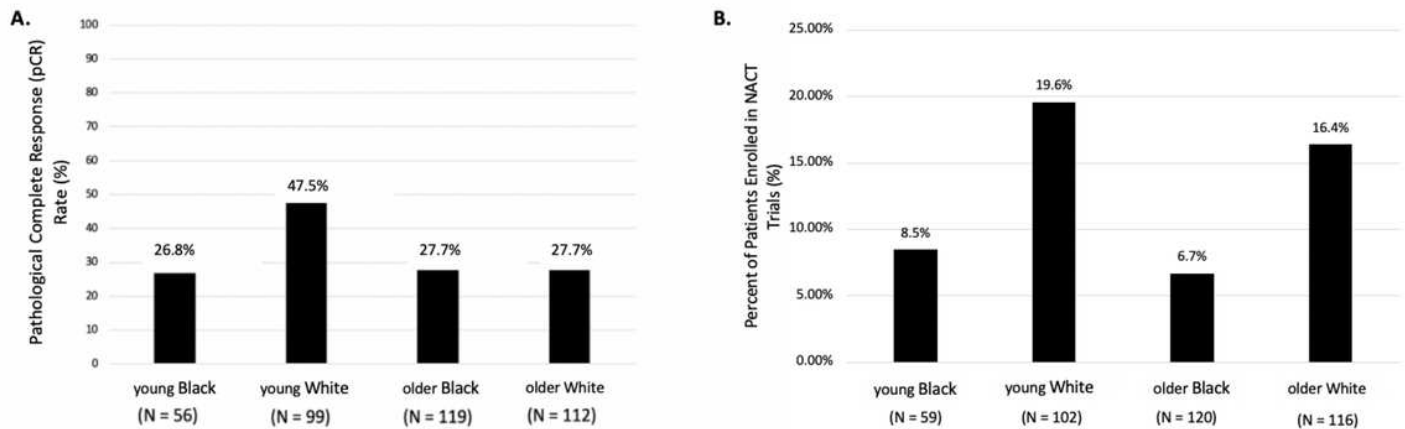 A.
Pathological Complete Response (pCR)
Rate (%)
100
90
80
70
60
50
40
30
20
10
0
26.8%
47.5%
27.7%
27.7%
young Black
(N = 56)
young White
(N = 99)
older Black
(N = 119)
older White
(N = 112)
B.
Percent of Patients Enrolled in NACT
Trials (%)
25.00%
20.00%
15.00%
10.00%
5.00%
0.00%
8.5%
19.6%
6.7%
16.4%
young Black
(N = 59)
young White
(N = 102)
older Black
(N = 120)
older White
(N = 116)